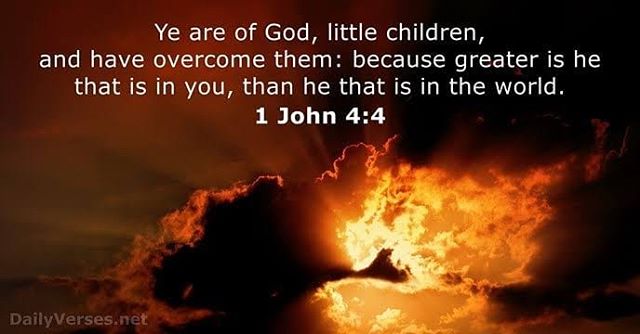 Ye are of God, little children,
and have overcome them: because greater is he
that is in you, than he that is in the world.
1 John 4:4
DailyVerses.net